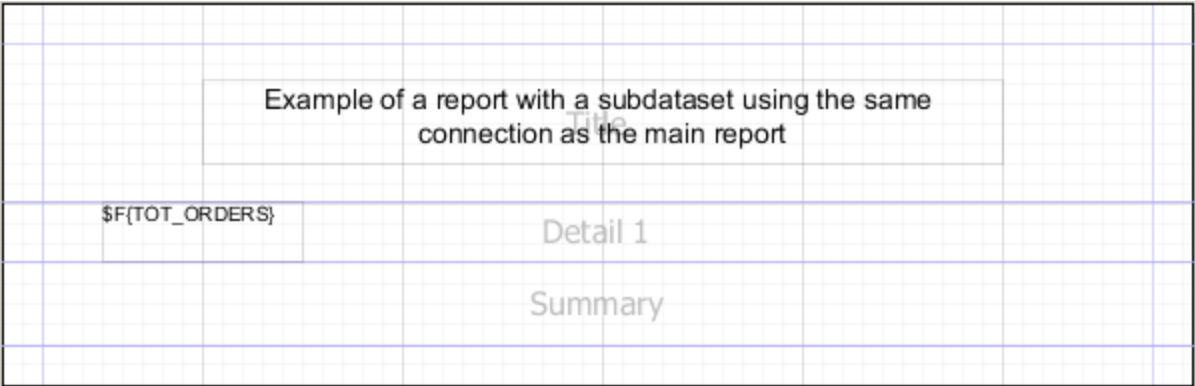 Example of a report with a subdataset using the same
Title
connection as the main report
$F{TOT_ORDERS}
Detail 1
Summary